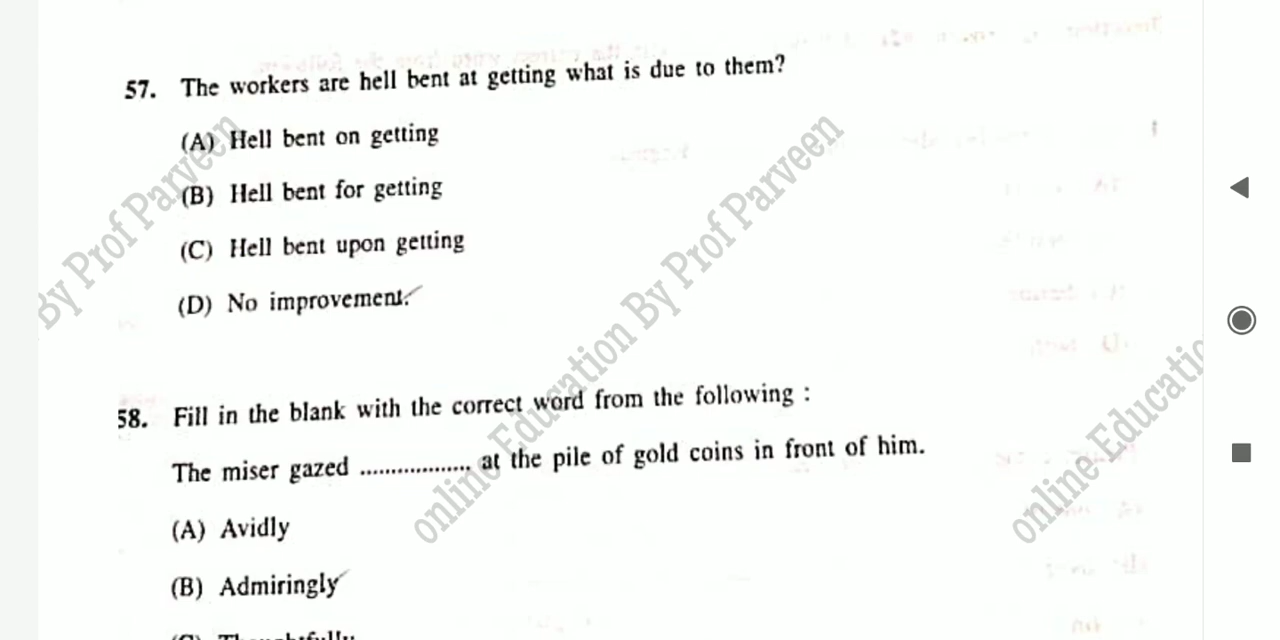 57. The workers are hell bent at getting what is due to them?
(A) Hell bent on getting
(B) Hell bent for getting
(C) Hell bent upon getting
(D) No improvement.
58. Fill in the blank with the correct word from the following :
The miser gazed .................. at the pile of gold coins in front of him.
(A) Avidly
(B) Admiringly
(C) Thoughtfully
By Prof Parveen
online Education By Prof Parveen
online Educatio